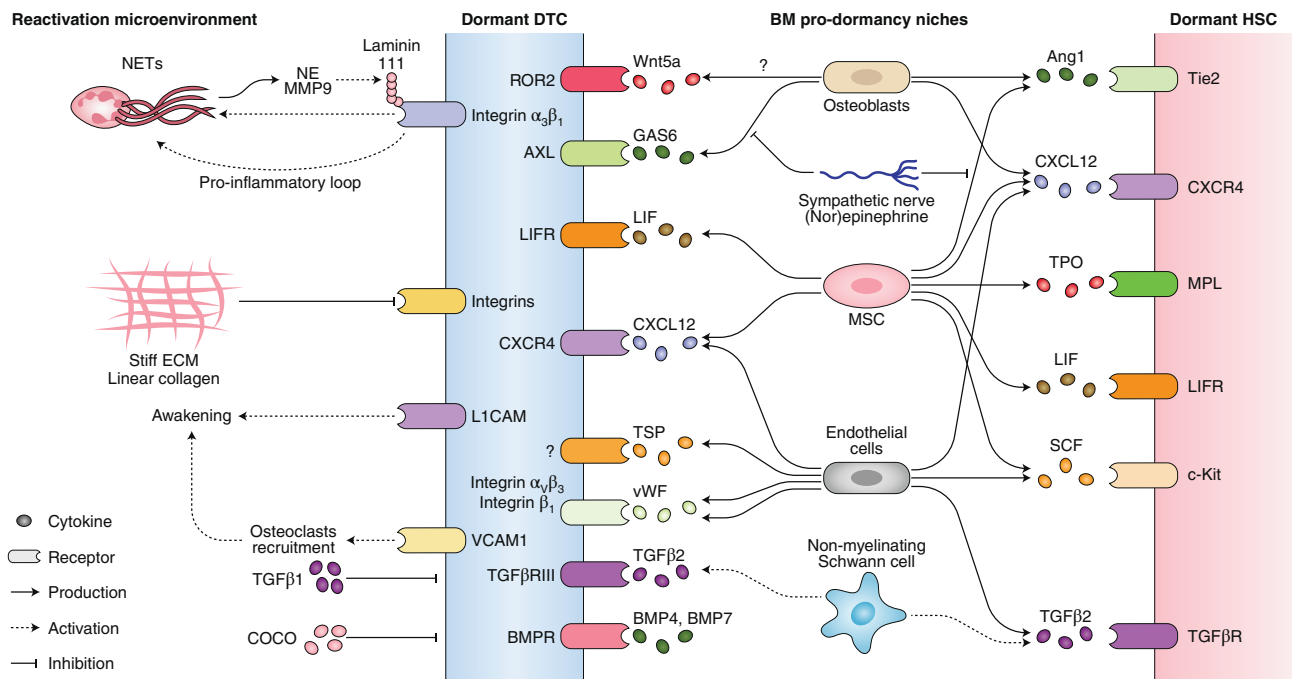 Reactivation microenvironment
Dormant DTC
BM pro-dormancy niches
Dormant HSC
NETs
NE
MMP9
Laminin
111
Integrin α3β1
Pro-inflammatory loop
Stiff ECM
Linear collagen
Integrins
Awakening
L1CAM
Osteoclasts
recruitment
VCAM1
TGFβ1
COCO
Cytokine
Receptor
Production
Activation
Inhibition
ROR2
Wnt5a
AXL
GAS6
LIFR
LIF
CXCR4
CXCL12
?
TSP
Integrin αVβ3
Integrin β1
vWF
TGFβRIII
TGFβ2
BMPR
BMP4, BMP7
?
Osteoblasts
Sympathetic nerve
(Nor)epinephrine
MSC
Endothelial
cells
Non-myelinating
Schwann cell
Ang1
Tie2
CXCL12
CXCR4
TPO
MPL
LIF
LIFR
SCF
c-Kit
TGFβ2
TGFβR